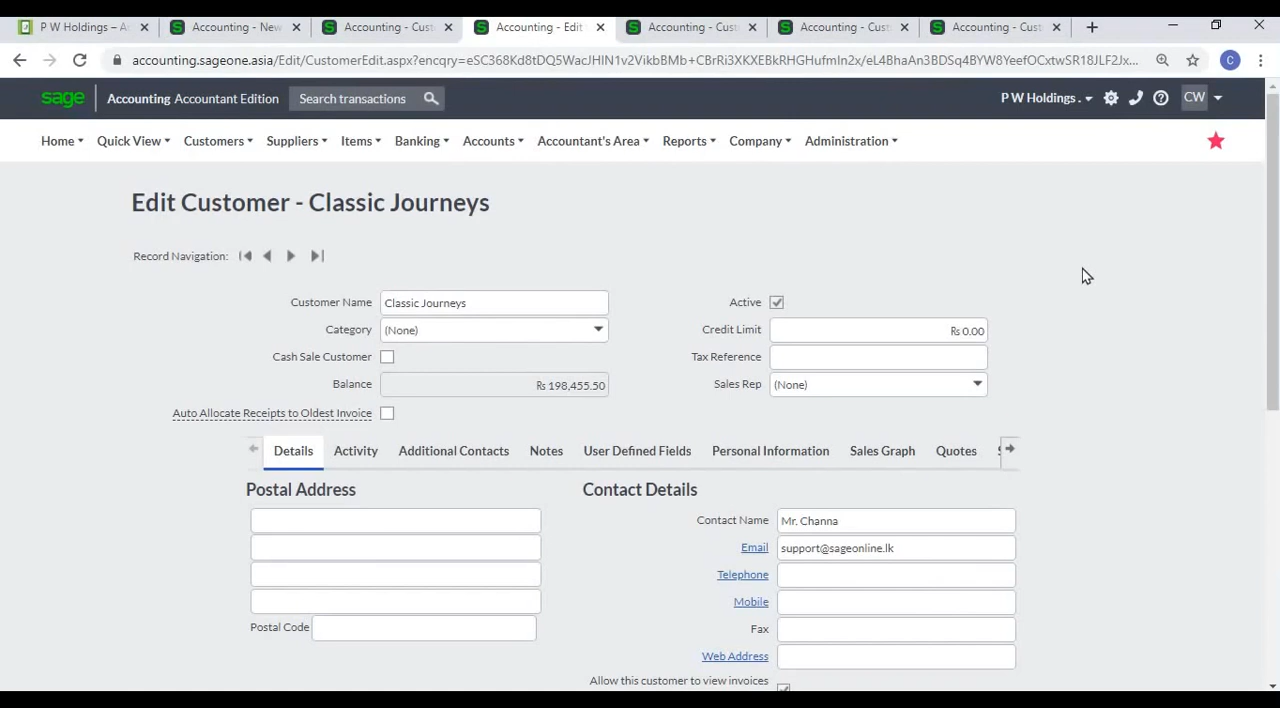 P W Holdings – A
Accounting - New
Accounting - Cust
Accounting - Edit
Accounting - Cust
Accounting - Cust
Accounting - Cust
accounting.sageone.asia/Edit/CustomerEdit.aspx?encqry=eSC368Kd8tDQ5WacJHIN1v2VikbBMb+CBrRi3XKXEBkRHGHufmIn2x/eL4BhaAn3BDSq4BYW8YeefOCxtwSR18JLF2Jx...
C
sage
Accounting Accountant Edition
Search transactions
P W Holdings .
CW
Home
Quick View
Customers
Suppliers
Items
Banking
Accounts
Accountant's Area
Reports
Company
Administration
Edit Customer - Classic Journeys
Record Navigation:
Customer Name
Classic Journeys
Active
Category
(None)
Credit Limit
Rs 0.00
Cash Sale Customer
Tax Reference
Balance
Rs 198,455.50
Sales Rep
(None)
Auto Allocate Receipts to Oldest Invoice
Details
Activity
Additional Contacts
Notes
User Defined Fields
Personal Information
Sales Graph
Quotes
Postal Address
Contact Details
Contact Name
Mr. Channa
Email
support@sageonline.lk
Telephone
Mobile
Postal Code
Fax
Web Address
Allow this customer to view invoices